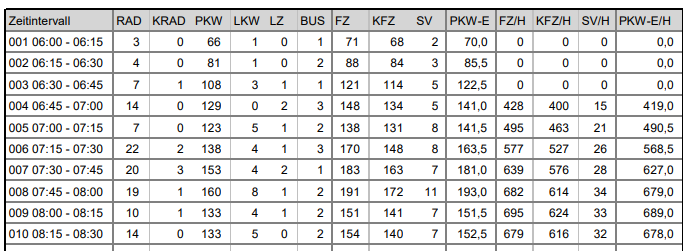 Zeitintervall RAD KRAD PKW LKW LZ BUS FZ KFZ SV PKW-E FZ/H KFZ/H SV/H PKW-E/H
001 06:00 - 06:15 3 0 66 1 0 1 71 68 2 70,0 0 0 0 0,0
002 06:15 - 06:30 4 0 81 1 0 2 88 84 3 85,5 0 0 0 0,0
003 06:30 - 06:45 7 1 108 3 1 1 121 114 5 122,5 0 0 0 0,0
004 06:45 - 07:00 14 0 129 0 2 3 148 134 5 141,0 428 400 15 419,0
005 07:00 - 07:15 7 0 123 5 1 2 138 131 8 141,5 495 463 21 490,5
006 07:15 - 07:30 22 2 138 4 1 3 170 148 8 163,5 577 527 26 568,5
007 07:30 - 07:45 20 3 153 4 2 1 183 163 7 181,0 639 576 28 627,0
008 07:45 - 08:00 19 1 160 8 2 1 191 172 11 193,0 682 614 34 679,0
009 08:00 - 08:15 10 1 133 4 1 2 151 141 7 151,5 695 624 33 689,0
010 08:15 - 08:30 14 0 133 5 0 2 154 140 7 152,5 679 616 32 678,0